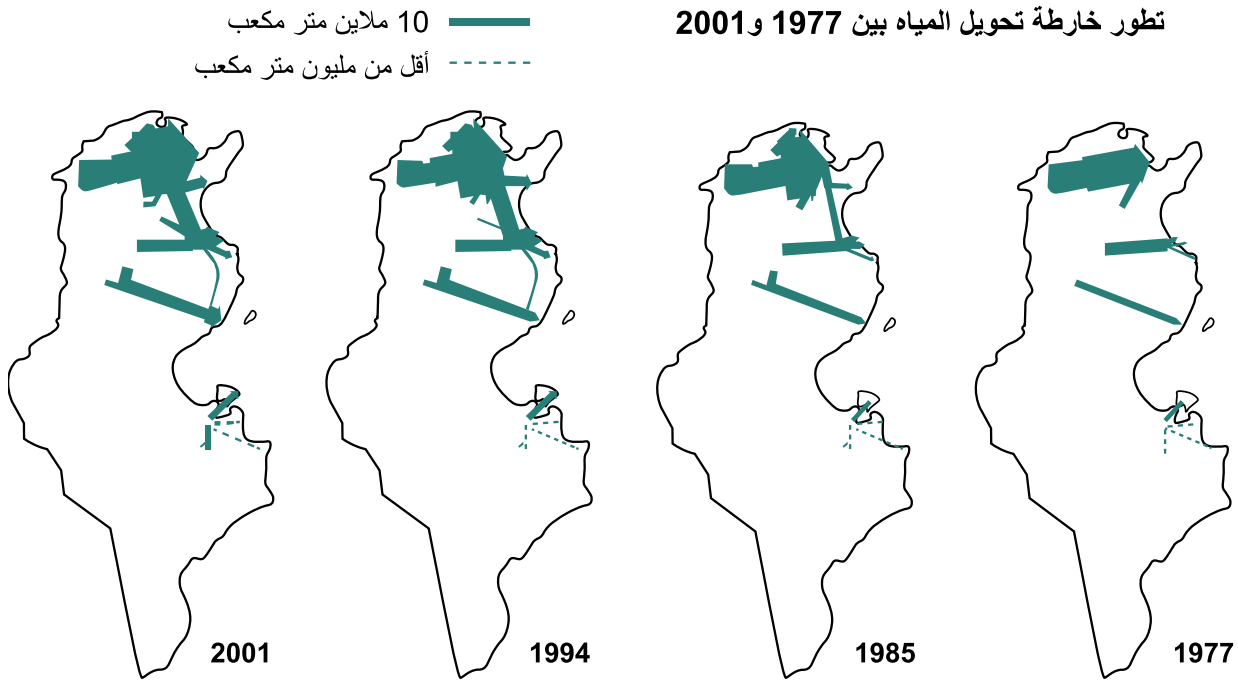 تطور خارطة تحويل المياه بين 1977 و2001
10 ملاين متر مكعب
أقل من مليون متر مكعب
1977
1985
1994
2001